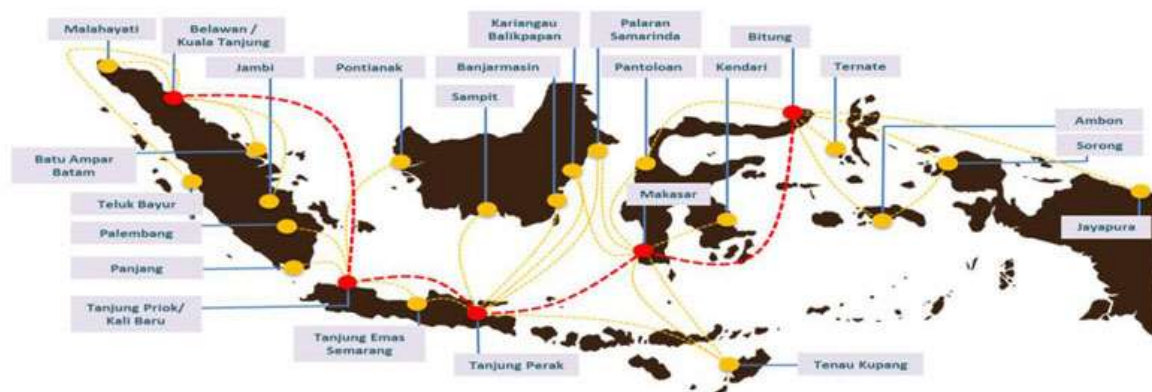 Malahayati
Belawan /
Kuala Tanjung
Jambi
Pontianak
Sampit
Kariangau
Balikpapan
Banjarmasin
Palaran
Samarinda
Pantoloan
Kendari
Bitung
Ternate
Ambon
Sorong
Batu Ampar
Batam
Teluk Bayur
Palembang
Panjang
Tanjung Priok/
Kali Baru
Tanjung Emas
Semarang
Tanjung Perak
Makasar
Tenau Kupang
Jayapura